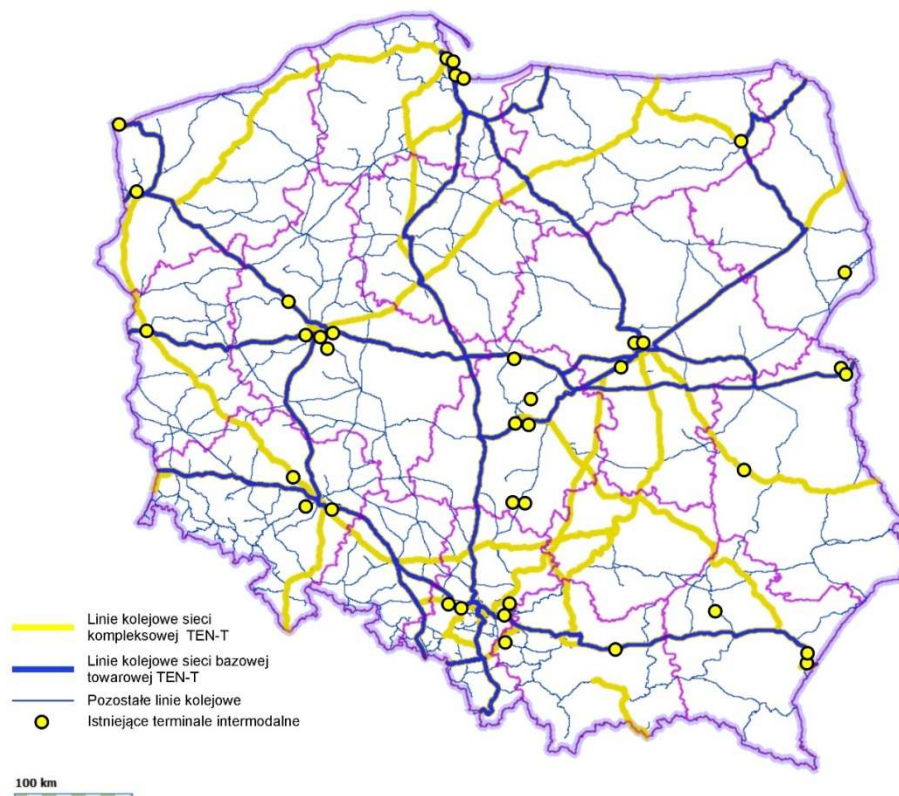 Linie kolejowe sieci
kompleksowej TEN-T
Linie kolejowe sieci bazowej
towarowej TEN-T
Pozostałe linie kolejowe
Istniejące terminale intermodalne
100 km